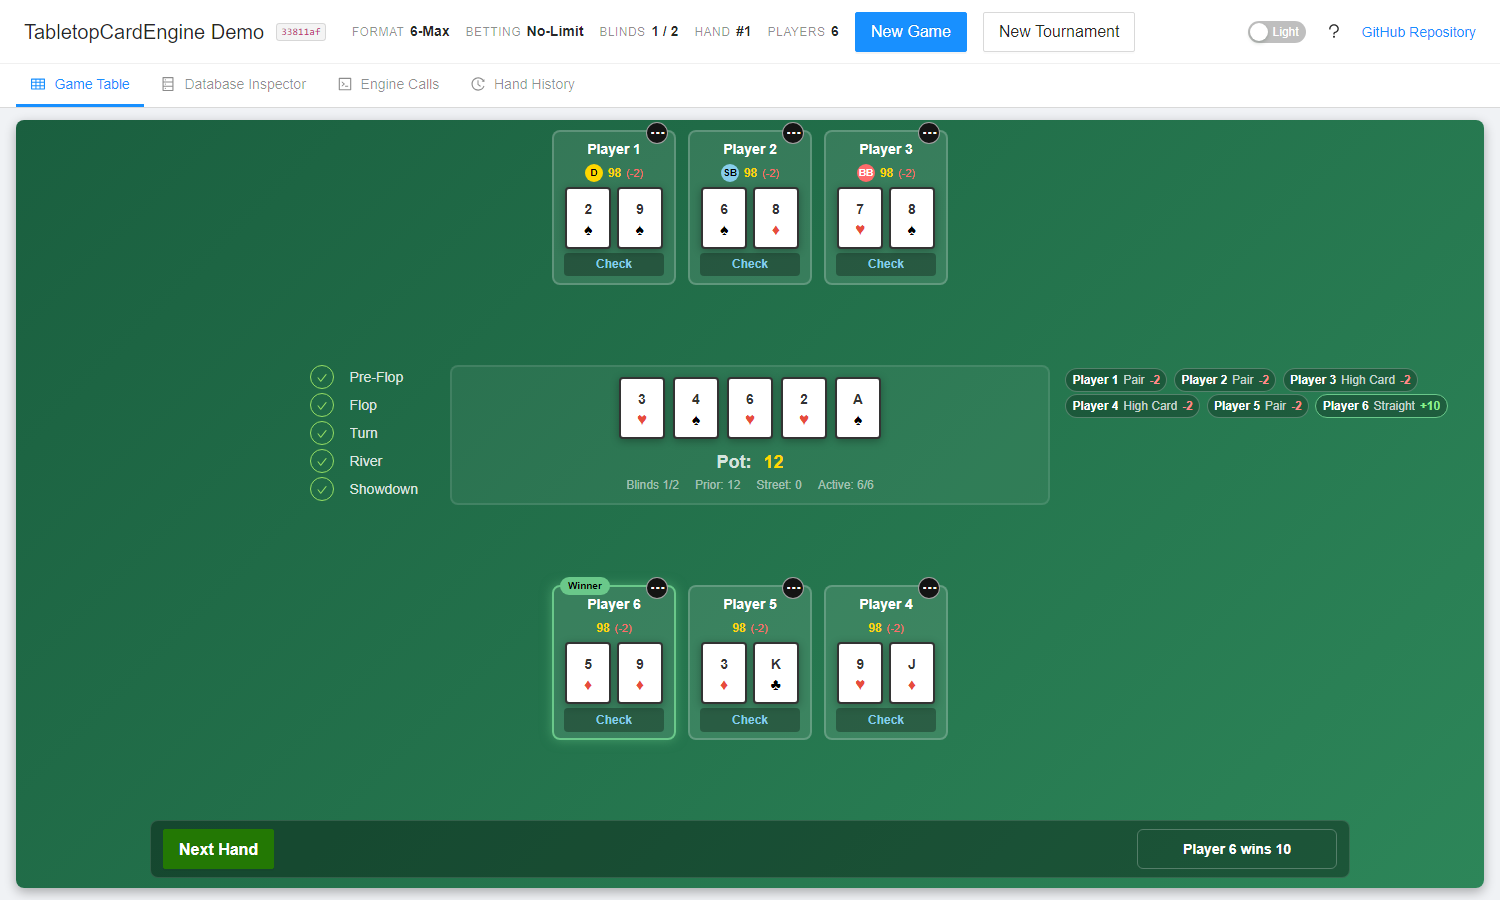 TabletopCardEngine Demo 33811af FORMAT 6-Max BETTING No-Limit BLINDS 1 / 2 HAND #1 PLAYERS 6 New Game New Tournament Light ? GitHub Repository
Game Table Database Inspector Engine Calls Hand History
Player 1 Player 2 Player 3
D 98 (-2) SB 98 (-2) BB 98 (-2)
2 9 6 8 7 8
♠ ♠ ♠ ♦ ♥ ♠
Check Check Check
Pre-Flop
Flop
Turn
River
Showdown
3 4 6 2 A
♥ ♠ ♥ ♥ ♠
Pot: 12
Blinds 1/2 Prior: 12 Street: 0 Active: 6/6
Player 1 Pair -2 Player 2 Pair -2 Player 3 High Card -2
Player 4 High Card -2 Player 5 Pair -2 Player 6 Straight +10
Winner
Player 6 Player 5 Player 4
98 (-2) 98 (-2) 98 (-2)
5 9 3 K 9 J
♦ ♦ ♦ ♣ ♥ ♦
Check Check Check
Next Hand Player 6 wins 10